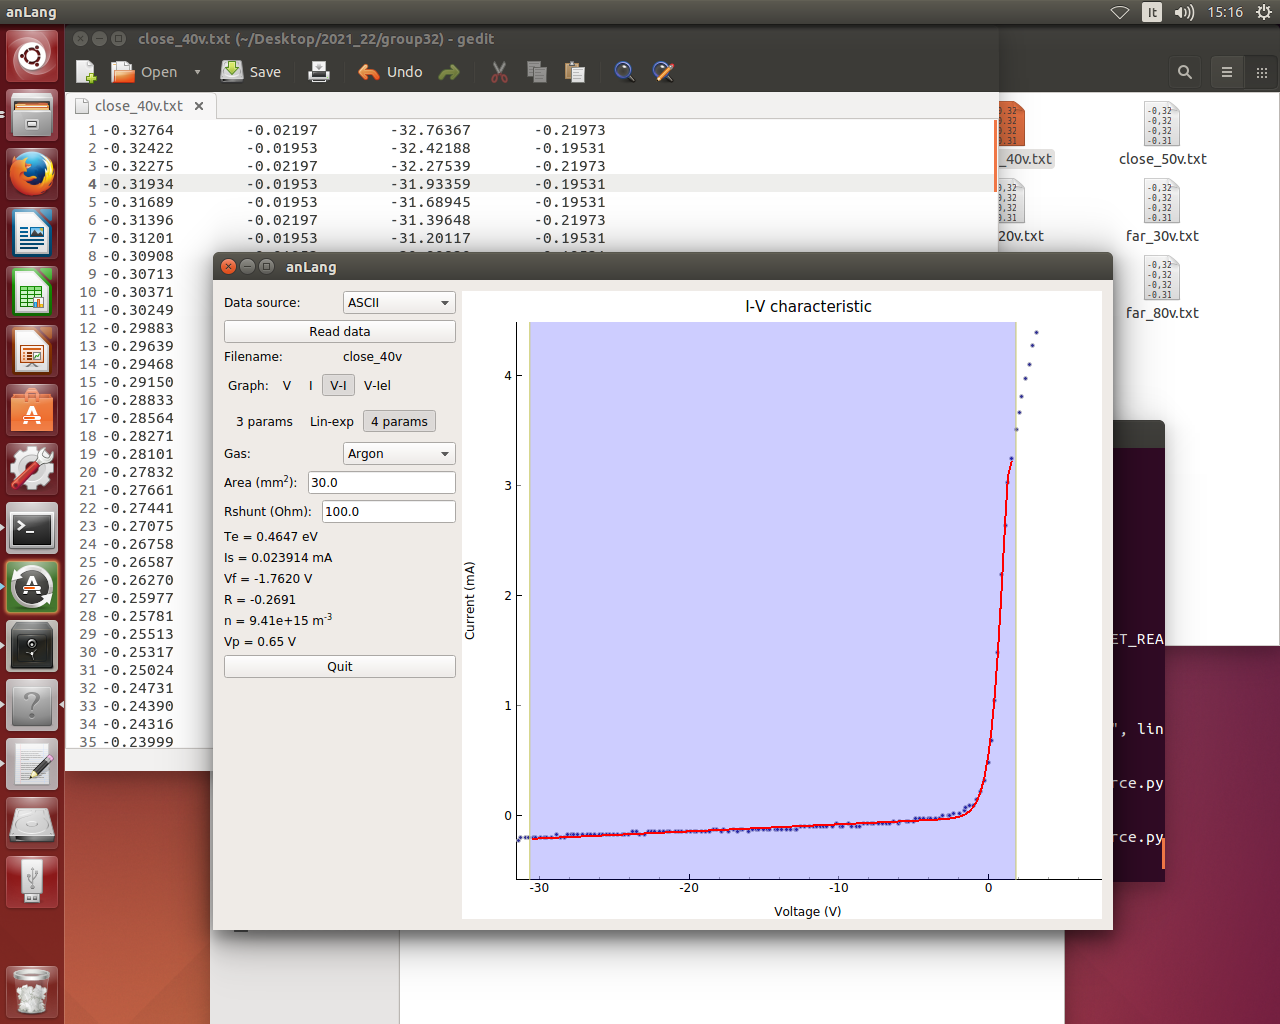 anLang
It
15:16
close_40v.txt (~/Desktop/2021_22/group32) - gedit
Open
Save
Undo
close_40v.txt
1 -0.32764 -0.02197 -32.76367 -0.21973
2 -0.32422 -0.01953 -32.42188 -0.19531
3 -0.32275 -0.02197 -32.27539 -0.21973
4 -0.31934 -0.01953 -31.93359 -0.19531
5 -0.31689 -0.01953 -31.68945 -0.19531
6 -0.31396 -0.02197 -31.39648 -0.21973
7 -0.31201 -0.01953 -31.20117 -0.19531
8 -0.30908
9 -0.30713
10 -0.30371
11 -0.30249
12 -0.29883
13 -0.29639
14 -0.29468
15 -0.29150
16 -0.28833
17 -0.28564
18 -0.28271
19 -0.28101
20 -0.27832
21 -0.27661
22 -0.27441
23 -0.27075
24 -0.26758
25 -0.26587
26 -0.26270
27 -0.25977
28 -0.25781
29 -0.25513
30 -0.25317
31 -0.25024
32 -0.24731
33 -0.24390
34 -0.24316
35 -0.23999
_40v.txt
close_50v.txt
20v.txt
far_30v.txt
far_80v.txt
anLang
Data source: ASCII
Read data
Filename: close_40v
Graph: V I V-I V-Iel
3 params Lin-exp 4 params
Gas: Argon
Area (mm²): 30.0
Rshunt (Ohm): 100.0
Te = 0.4647 eV
Is = 0.023914 mA
Vf = -1.7620 V
R = -0.2691
n = 9.41e+15 m⁻³
Vp = 0.65 V
Quit
I-V characteristic
Current (mA)
4
3
2
1
0
-30 -20 -10 0
Voltage (V)
ET_REA
", lin
rce.py
rce.py